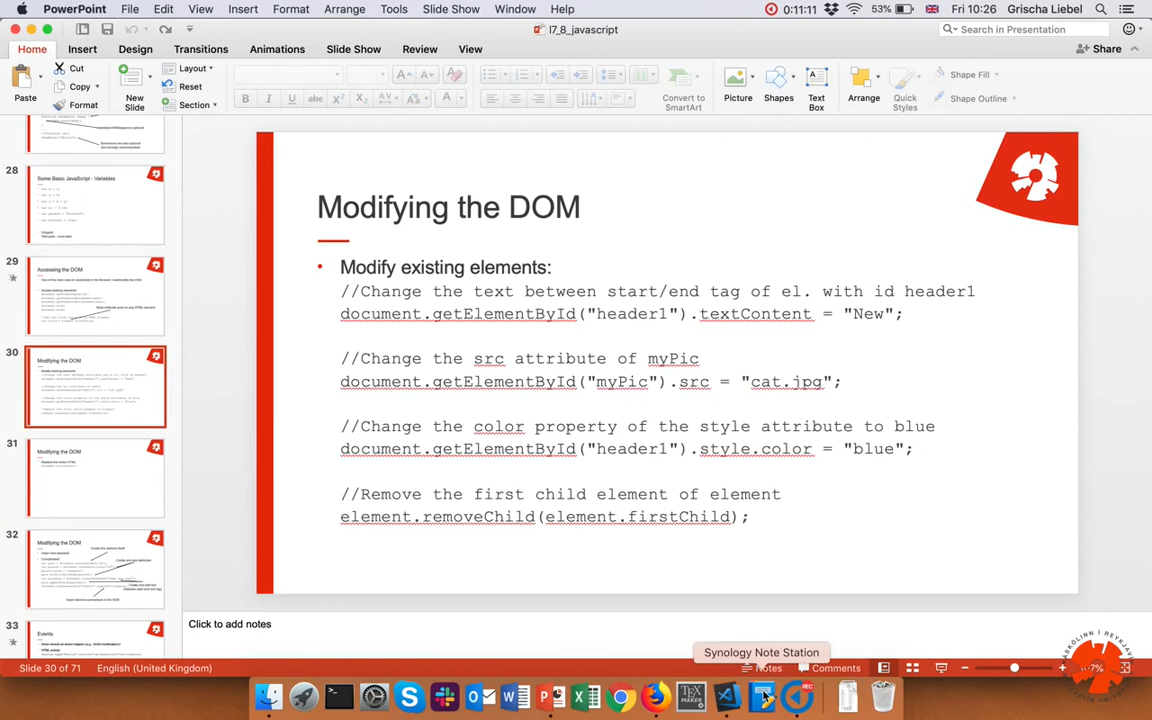 PowerPoint File Edit View Insert Format Arrange Tools Slide Show Window Help 0:11:11 53% Fri 10:26 Grischa Liebel
l7_8_javascript
Search in Presentation
Home Insert Design Transitions Animations Slide Show Review View Share
Paste Cut Copy Format New Slide Layout Reset Section Convert to SmartArt Picture Shapes Text Box Arrange Quick Styles Shape Fill Shape Outline
28
Some Basic JavaScript - Variables
29
Accessing the DOM
30
Modifying the DOM
31
Modifying the DOM
32
Modifying the DOM
33
Events
Modifying the DOM
• Modify existing elements:
//Change the text between start/end tag if el. with id header1
document.getElementById("header1").textContent = "New";
//Change the src attribute of myPic
document.getElementById("myPic").src = "cat.jpg";
//Change the color property of the style attribute to blue
document.getElementById("header1").style.color = "blue";
//Remove the first child element of element
element.removeChild(element.firstChild);
Click to add notes
Synology Note Station
Slide 30 of 71 English (United Kingdom) Notes Comments